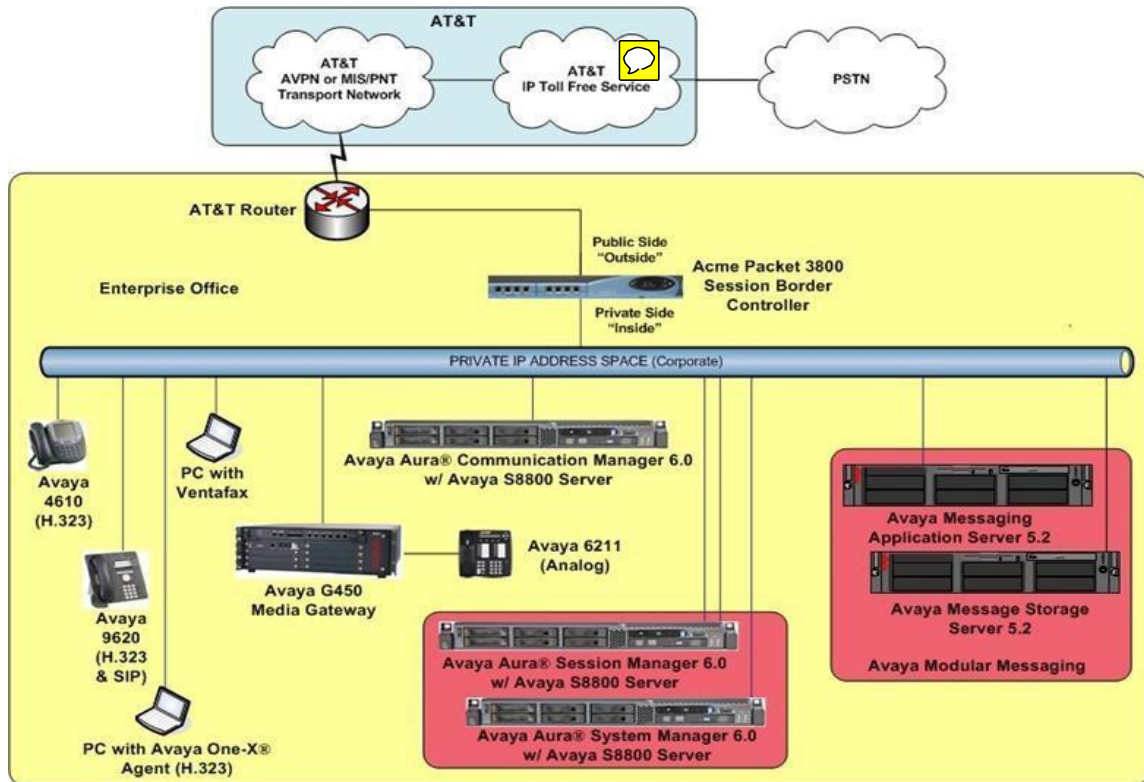 AT&T
AT&T
AVPN or MIS/PNT
Transport Network
AT&T
IP Toll Free Service
PSTN
AT&T Router
Public Side
“Outside”
Acme Packet 3800
Session Border
Controller
Enterprise Office
Private Side
“Inside”
PRIVATE IP ADDRESS SPACE (Corporate)
Avaya
4610
(H.323)
PC with
Ventafax
Avaya Aura® Communication Manager 6.0
w/ Avaya S8800 Server
Avaya Messaging
Application Server 5.2
Avaya
9620
(H.323
& SIP)
Avaya G450
Media Gateway
Avaya 6211
(Analog)
Avaya Message Storage
Server 5.2
Avaya Modular Messaging
Avaya Aura® Session Manager 6.0
w/ Avaya S8800 Server
Avaya Aura® System Manager 6.0
w/ Avaya S8800 Server
PC with Avaya One-X®
Agent (H.323)